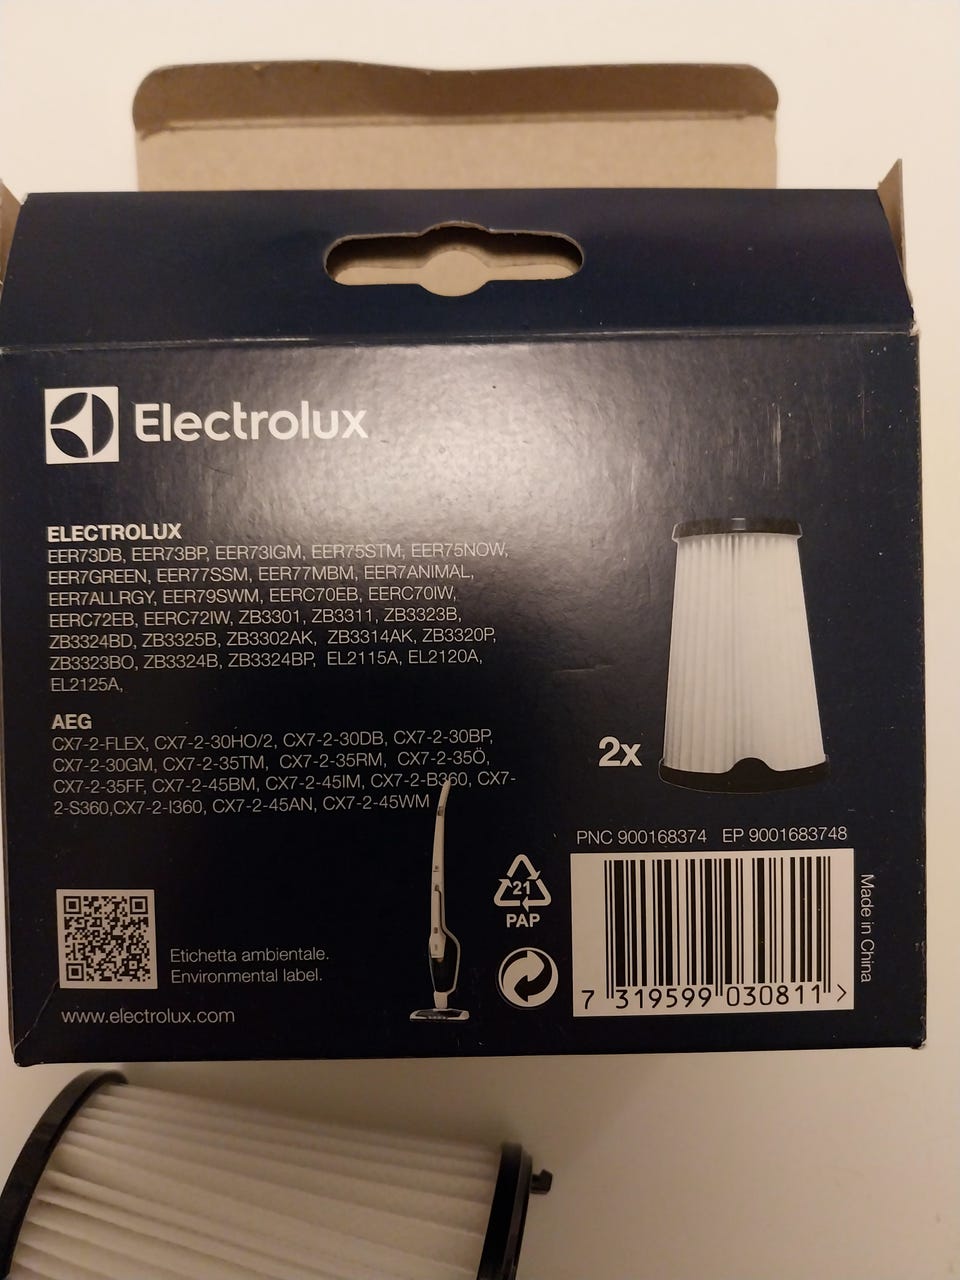 Electrolux
ELECTROLUX
EER73DB, EER73BP, EER73IGM, EER75STM, EER75NOW,
EER7GREEN, EER77SSM, EER77MBM, EER7ANIMAL,
EER7ALLRGY, EER79SWM, EERC70EB, EERC70IW,
EERC72EB, EERC72IW, ZB3301, ZB3311, ZB3323B,
ZB3324BD, ZB3325B, ZB3302AK, ZB3314AK, ZB3320P,
ZB3323BO, ZB3324B, ZB3324BP, EL2115A, EL2120A,
EL2125A,
AEG
CX7-2-FLEX, CX7-2-30HO/2, CX7-2-30DB, CX7-2-30BP,
CX7-2-30GM, CX7-2-35TM, CX7-2-35RM, CX7-2-35Ö,
CX7-2-35FF, CX7-2-45BM, CX7-2-45IM, CX7-2-B360, CX7-
2-S360,CX7-2-I360, CX7-2-45AN, CX7-2-45WM
2x
PNC 900168374 EP 9001683748
21
PAP
Made in China
7 319599 030811 >
Etichetta ambientale.
Environmental label.
www.electrolux.com